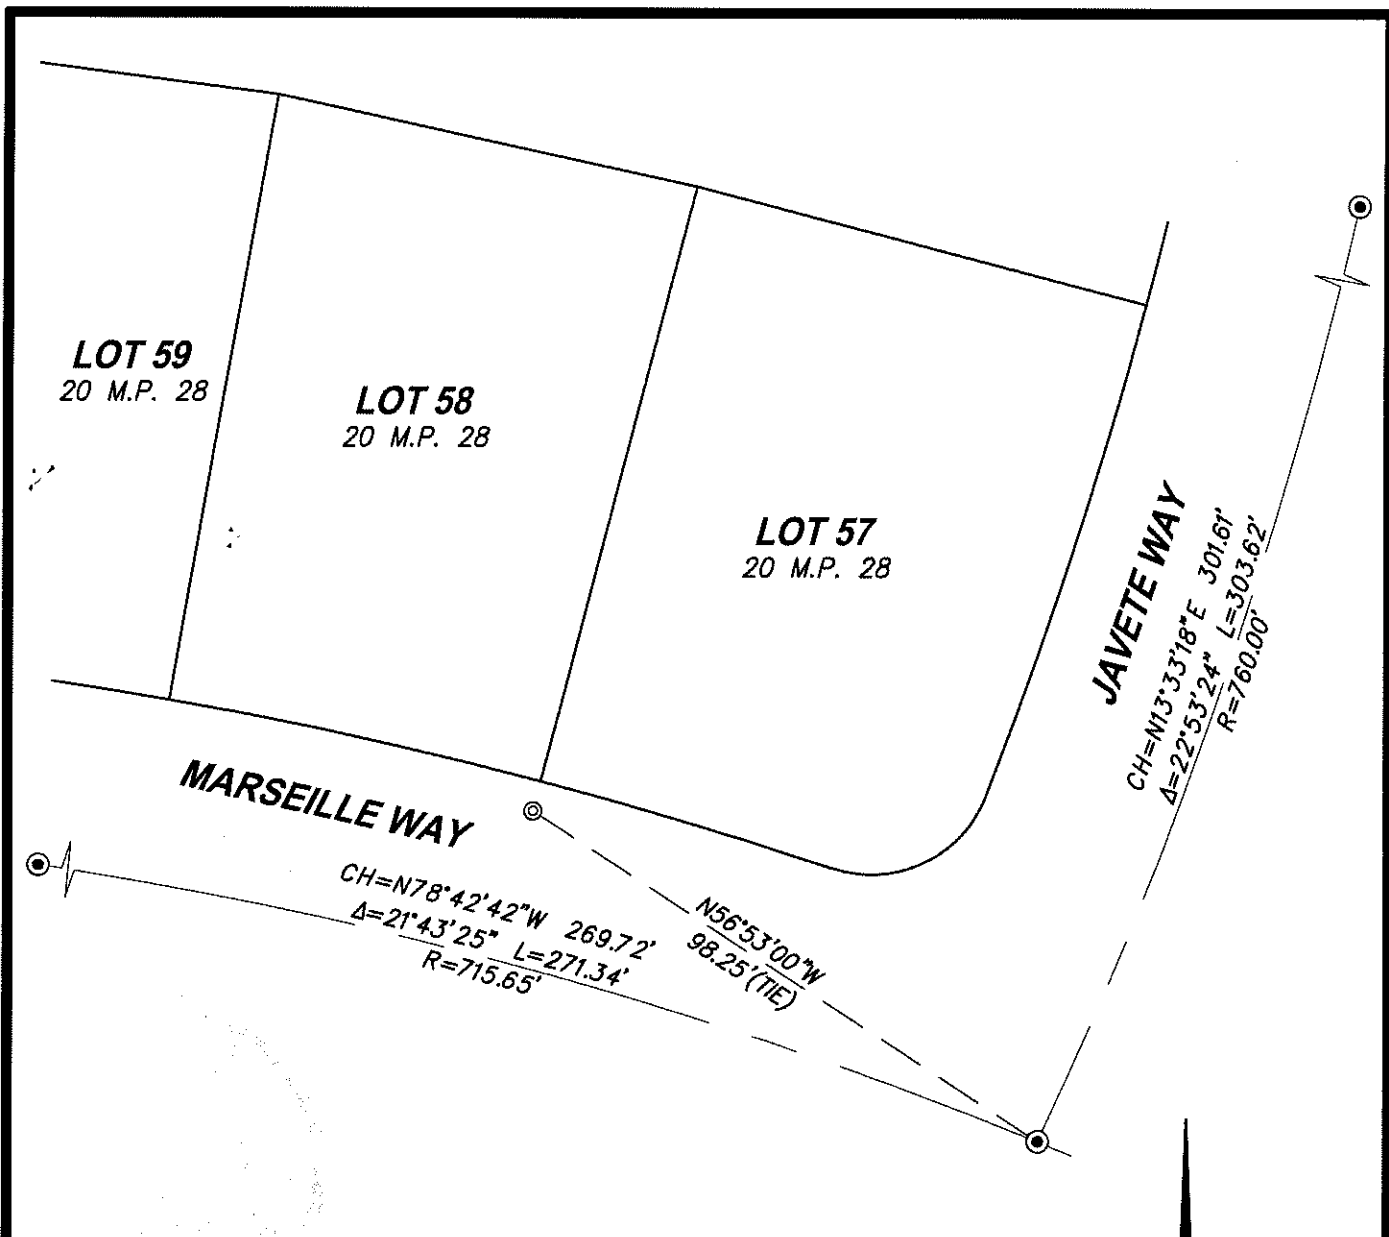 LOT 59
20 M.P. 28
LOT 58
20 M.P. 28
LOT 57
20 M.P. 28
JAVETE WAY
CH=N13°33'18"E 301.61'
Δ=22°53'24" L=303.62'
R=760.00'
MARSEILLE WAY
CH=N78°42'42"W 269.72'
Δ=21°43'25" L=271.34'
R=715.65'
N56°53'00"W
98.25'(TIE)